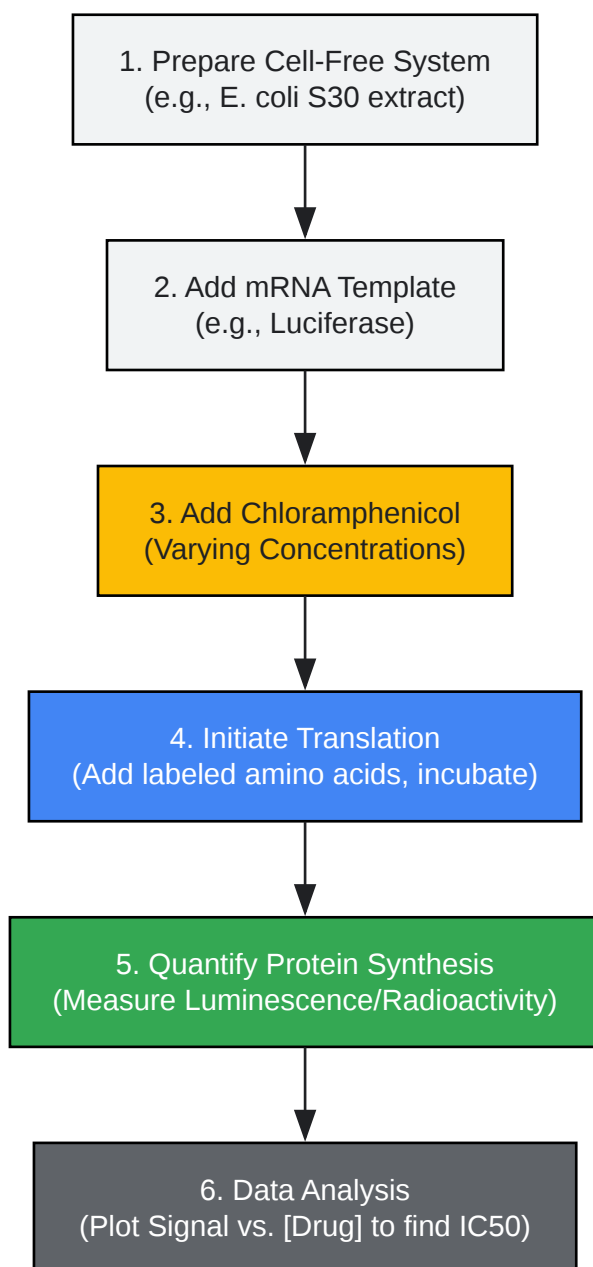 1. Prepare Cell-Free System
(e.g., E. coli S30 extract)
2. Add mRNA Template
(e.g., Luciferase)
3. Add Chloramphenicol
(Varying Concentrations)
4. Initiate Translation
(Add labeled amino acids, incubate)
5. Quantify Protein Synthesis
(Measure Luminescence/Radioactivity)
6. Data Analysis
(Plot Signal vs. [Drug] to find IC50)